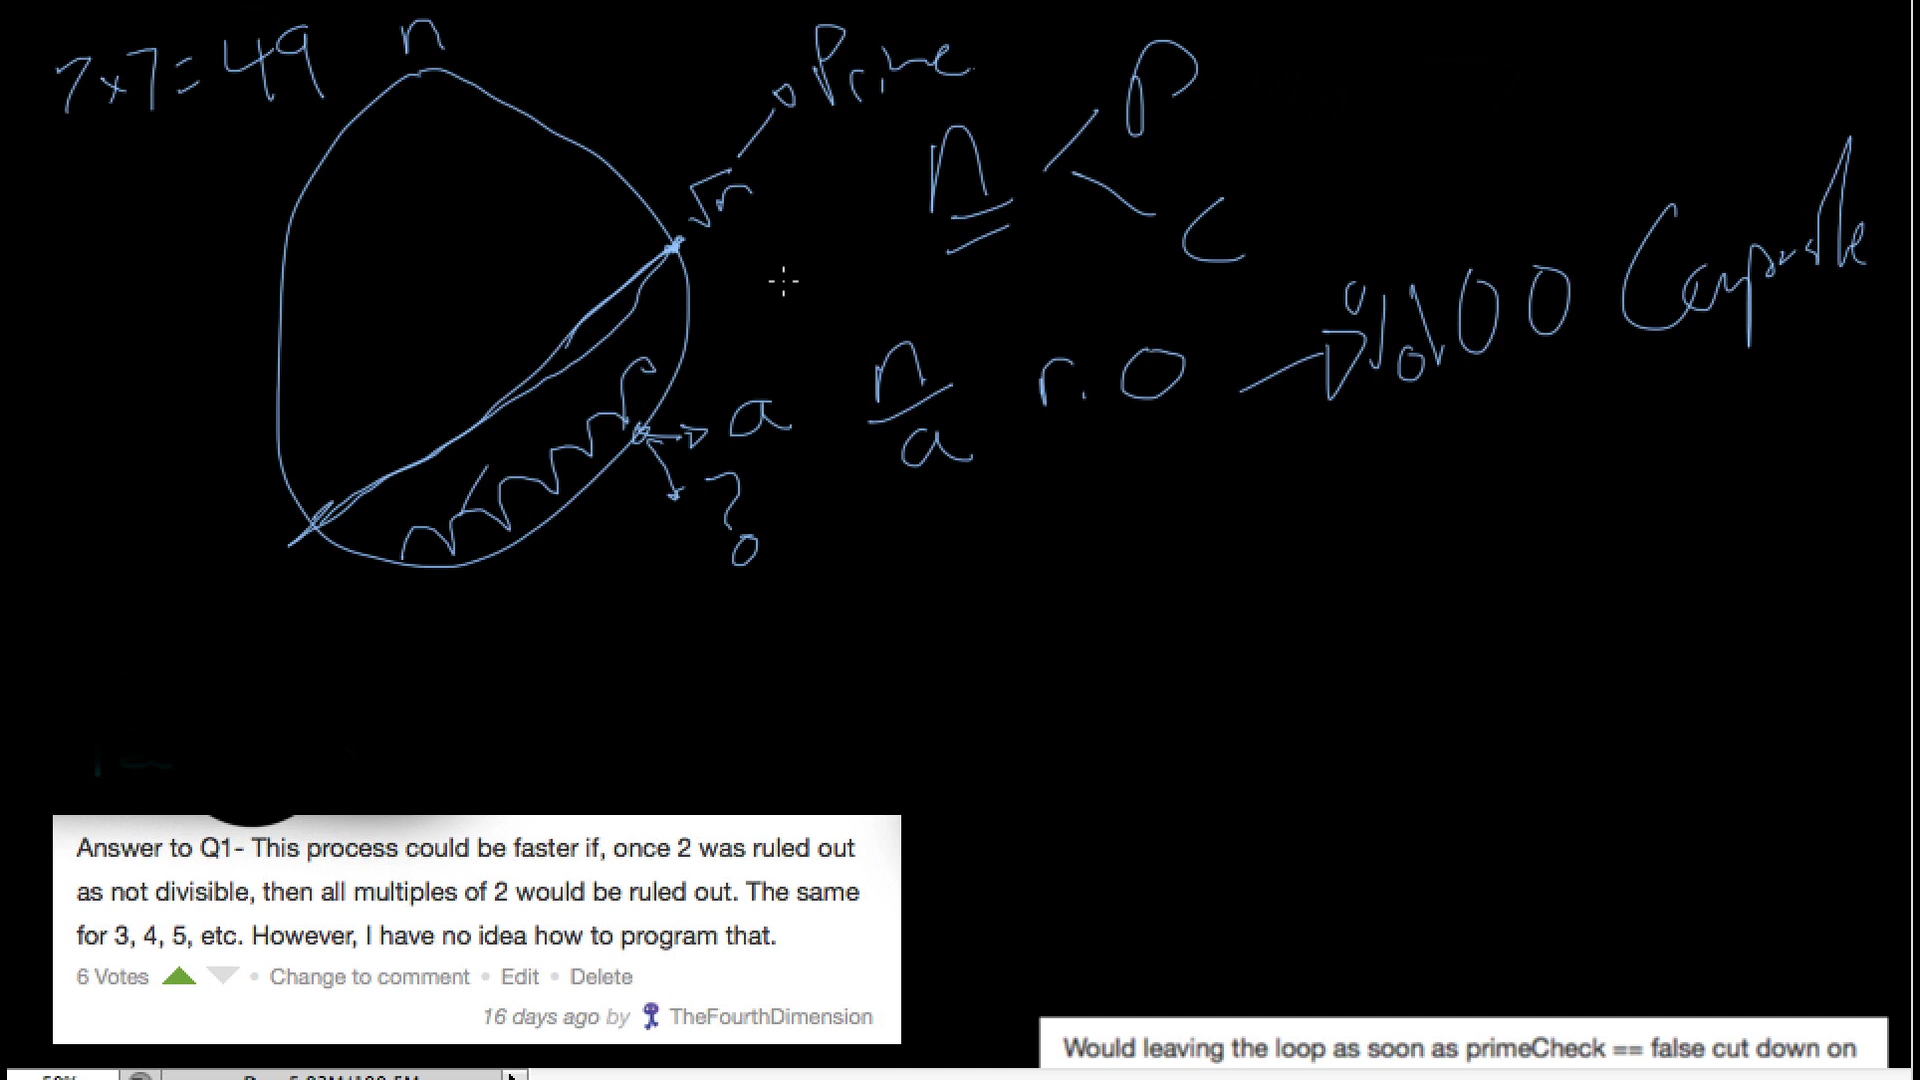 7x7=49
n
Prime
√n
n
P
C
a
?
n
a
r.0
%100 Composite
Answer to Q1- This process could be faster if, once 2 was ruled out
as not divisible, then all multiples of 2 would be ruled out. The same
for 3, 4, 5, etc. However, I have no idea how to program that.
6 Votes • Change to comment • Edit • Delete
16 days ago by TheFourthDimension
Would leaving the loop as soon as primeCheck == false cut down on